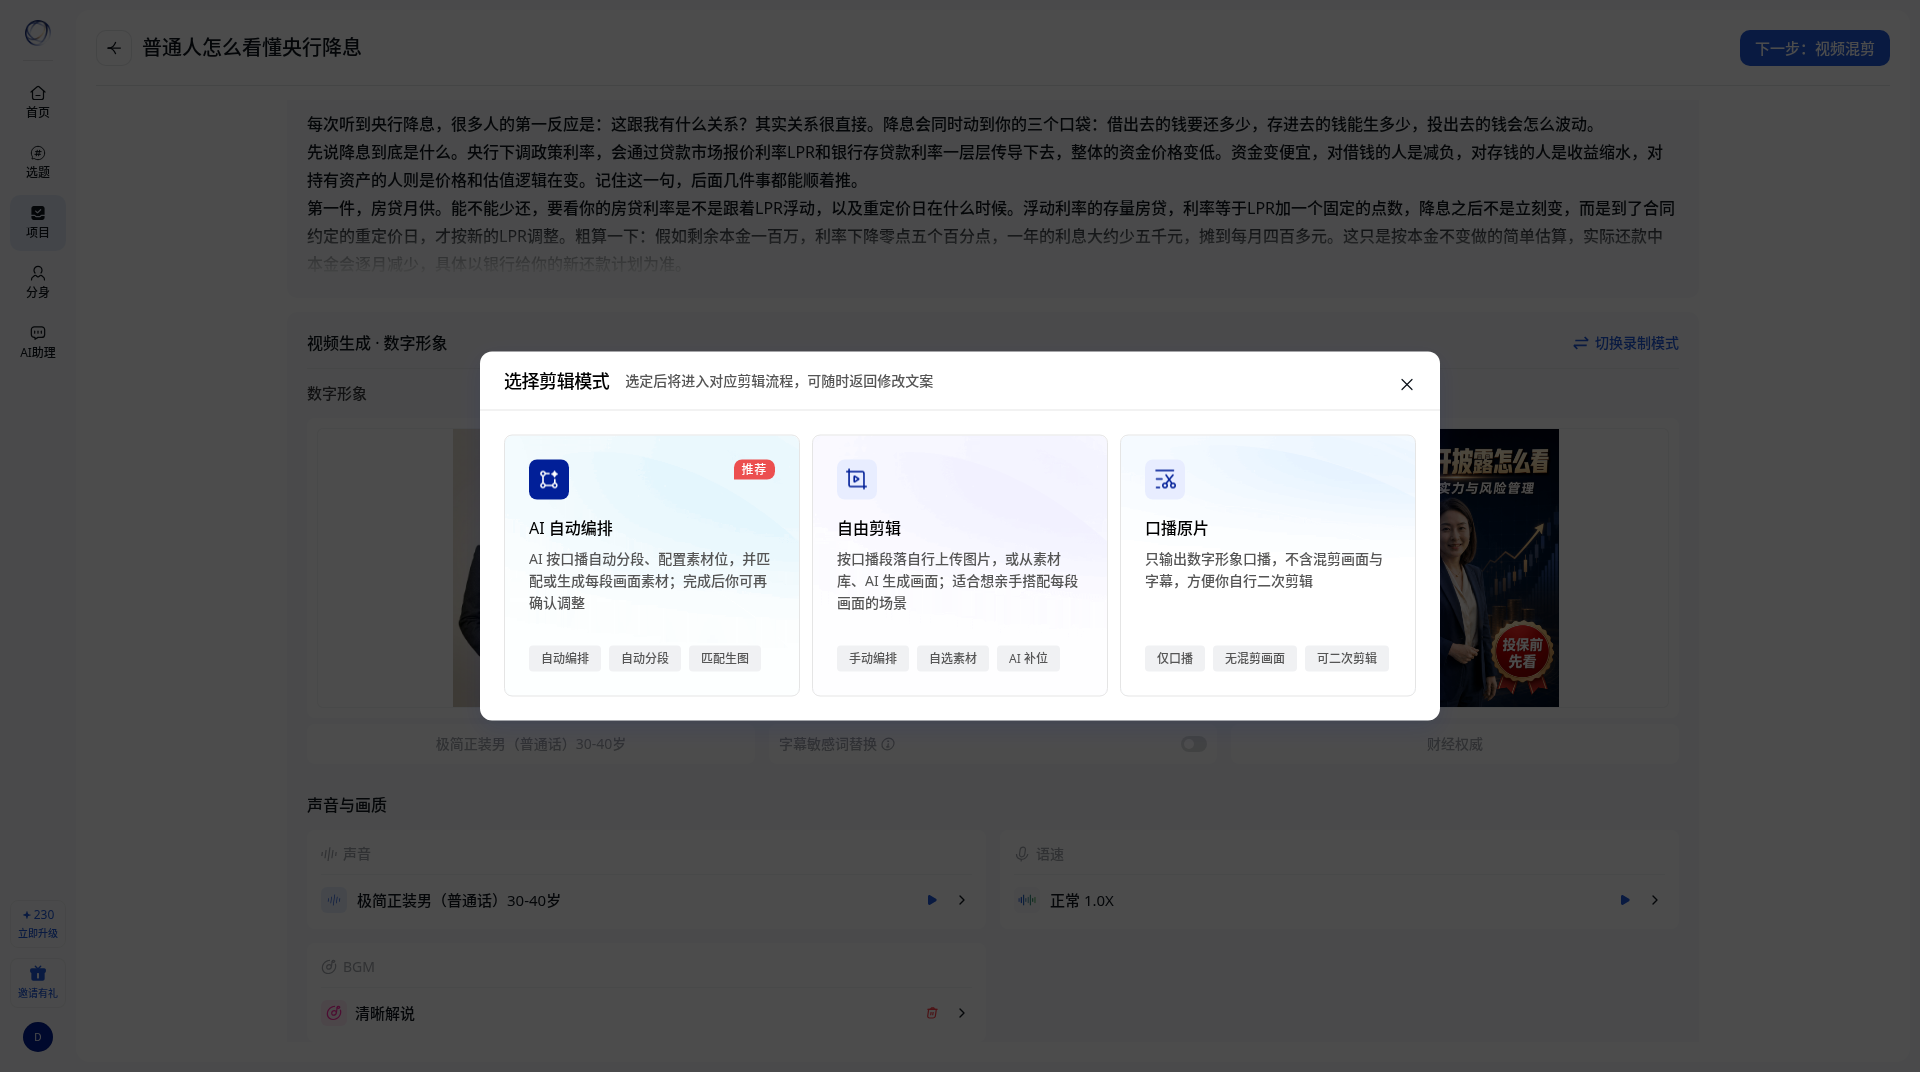 普通人怎么看懂央行降息
下一步：视频混剪
首页
选题
项目
分身
AI助理
230
立即升级
邀请有礼
D
每次听到央行降息，很多人的第一反应是：这跟我有什么关系？其实关系很直接。降息会同时动到你的三个口袋：借出去的钱要还多少，存进去的钱能生多少，投出去的钱会怎么波动。
先说降息到底是什么。央行下调政策利率，会通过贷款市场报价利率LPR和银行存贷款利率一层层传导下去，整体的资金价格变低。资金变便宜，对借钱的人是减负，对存钱的人是收益缩水，对
持有资产的人则是价格和估值逻辑在变。记住这一句，后面几件事都能顺着推。
第一件，房贷月供。能不能少还，要看你的房贷利率是不是跟着LPR浮动，以及重定价日在什么时候。浮动利率的存量房贷，利率等于LPR加一个固定的点数，降息之后不是立刻变，而是到了合同
约定的重定价日，才按新的LPR调整。粗算一下：假如剩余本金一百万，利率下降零点五个百分点，一年的利息大约少五千元，摊到每月四百多元。这只是按本金不变做的简单估算，实际还款中
本金会逐月减少，具体以银行给你的新还款计划为准。
视频生成 · 数字形象
切换录制模式
数字形象
选择剪辑模式
选定后将进入对应剪辑流程，可随时返回修改文案
推荐
AI 自动编排
AI 按口播自动分段、配置素材位，并匹
配或生成每段画面素材；完成后你可再
确认调整
自动编排
自动分段
匹配生图
自由剪辑
按口播段落自行上传图片，或从素材
库、AI 生成画面；适合想亲手搭配每段
画面的场景
手动编排
自选素材
AI 补位
口播原片
只输出数字形象口播，不含混剪画面与
字幕，方便你自行二次剪辑
仅口播
无混剪画面
可二次剪辑
开披露怎么看
实力与风险管理
投保前
先看
极简正装男（普通话）30-40岁
字幕敏感词替换
财经权威
声音与画质
声音
极简正装男（普通话）30-40岁
语速
正常 1.0X
BGM
清晰解说